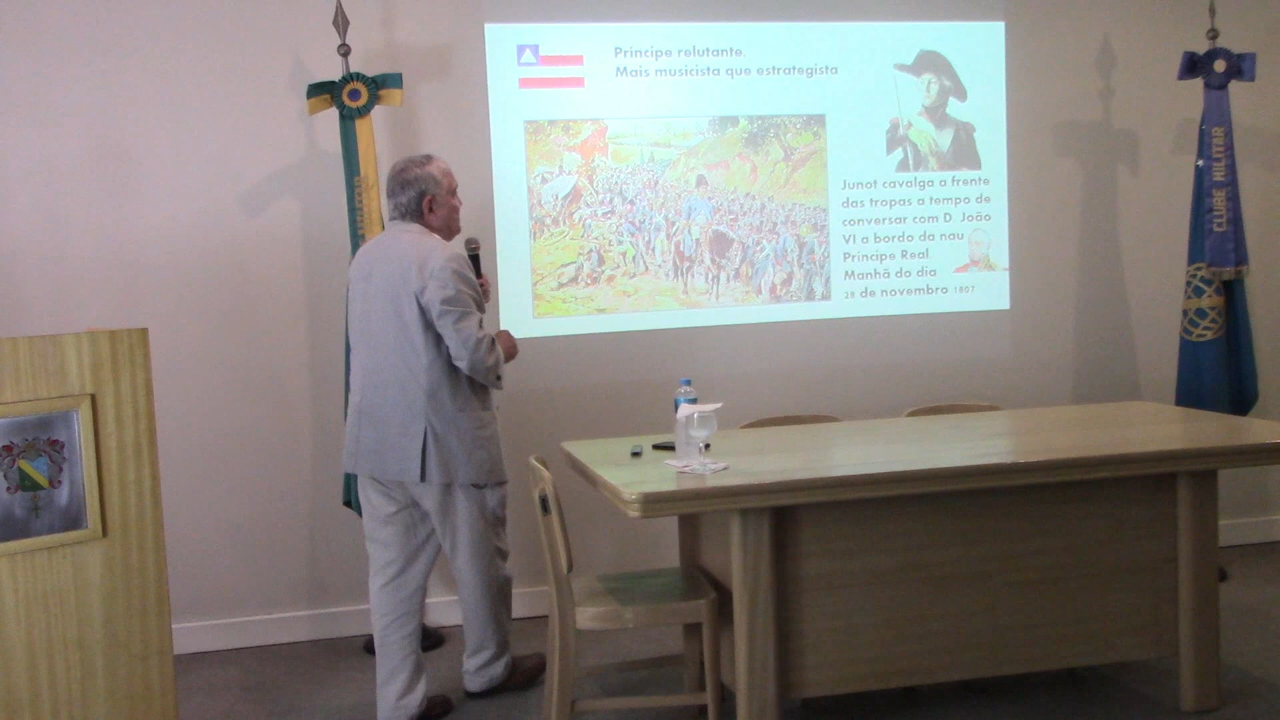 Principe relutante.
Mais musicista que estrategista
Junot cavalga a frente
das tropas a tempo de
conversar com D. João
VI a bordo da nau
Principe Real.
Manhã do dia
28 de novembro 1807
CLUBE MILITAR